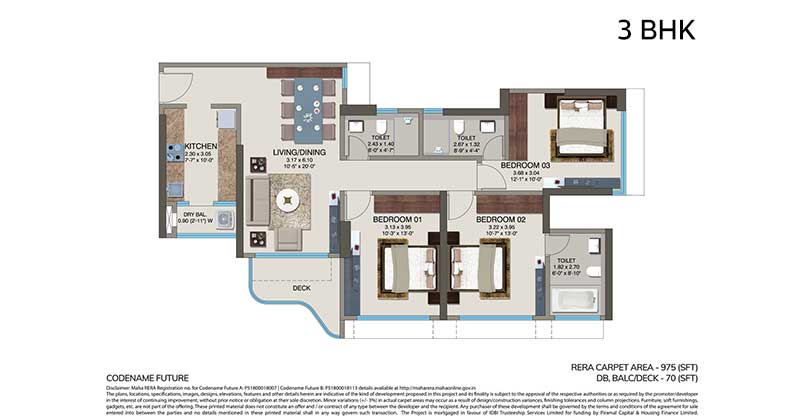 3 BHK
TOILET
2.43 x 1.40
8'-0" x 4'-7"
TOILET
2.67 x 1.32
8'-9" x 4'-4"
KITCHEN
2.30 x 3.05
7'-7" x 10'-0"
LIVING/DINING
3.17 x 6.10
10'-5" x 20'-0"
BEDROOM 03
3.68 x 3.04
12'-1" x 10'-0"
DRY BAL.
0.90 (2'-11") W
BEDROOM 01
3.13 x 3.95
10'-3" x 13'-0"
BEDROOM 02
3.22 x 3.95
10'-7" x 13'-0"
TOILET
1.82 x 2.70
6'-0" x 8'-10"
DECK
RERA CARPET AREA - 975 (SFT)
DB, BALC/DECK - 70 (SFT)
CODENAME FUTURE
Disclaimer: Maha RERA Registration no. for Codename Future A: P51800018007 | Codename Future B: P51800018113 details available at http://maharera.mahaonline.gov.in
The plans, locations, specifications, images, designs, elevations, features and other details herein are indicative of the kind of development proposed in this project and its finality is subject to the approval of the respective authorities or as required by the promoter/developer
in the interest of continuing improvement, without prior notice or obligation at their sole discretion. Minor variations (+/- 3%) in actual carpet areas may occur as a result of design/construction variances, finishing tolerances and column projections. Furniture, soft furnishings,
gadgets, etc. are not part of the offering. These printed material does not constitute an offer and / or contract of any type between the developer and the recipient. Any purchaser of these development shall be governed by the terms and conditions of the agreement for sale
entered into between the parties and no details mentioned in these printed material shall in any way govern such transaction. The Project is mortgaged in favour of IDBI Trusteeship Services Limited for funding by Piramal Capital & Housing Finance Limited.